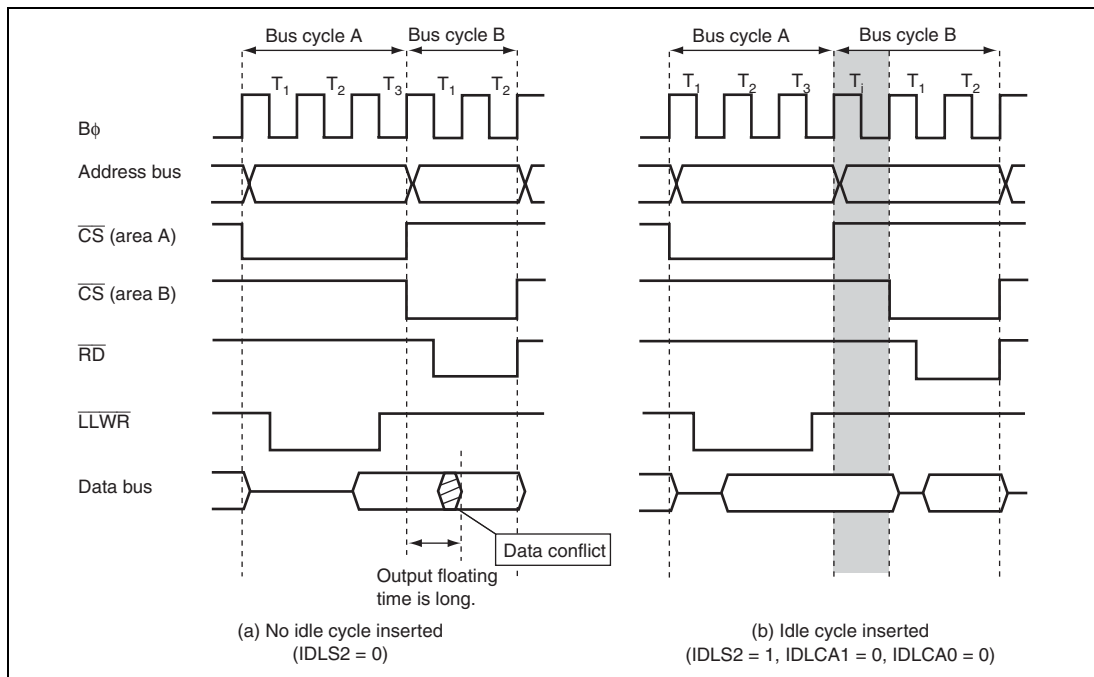 Bus cycle A Bus cycle B
T1 T2 T3 T1 T2
Bus cycle A Bus cycle B
T1 T2 T3 Ti T1 T2
Bφ
Address bus
CS (area A)
CS (area B)
RD
LLWR
Data bus
Data conflict
Output floating
time is long.
(a) No idle cycle inserted
(IDLS2 = 0)
(b) Idle cycle inserted
(IDLS2 = 1, IDLCA1 = 0, IDLCA0 = 0)